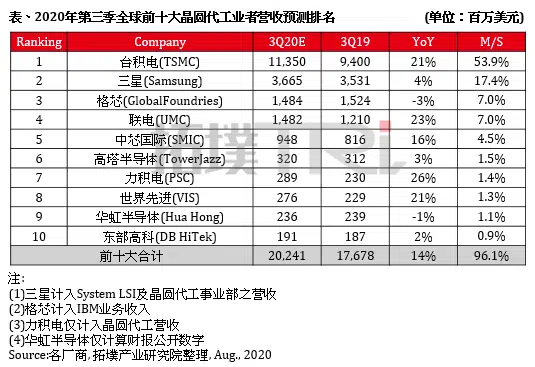 表、2020年第三季全球前十大晶圆代工业者营收预测排名 (单位：百万美元)
Ranking Company 3Q20E 3Q19 YoY M/S
1 台积电(TSMC) 11,350 9,400 21% 53.9%
2 三星(Samsung) 3,665 3,531 4% 17.4%
3 格芯(GlobalFoundries) 1,484 1,524 -3% 7.0%
4 联电(UMC) 1,482 1,210 23% 7.0%
5 中芯国际(SMIC) 948 816 16% 4.5%
6 高塔半导体(TowerJazz) 320 312 3% 1.5%
7 力积电(PSC) 289 230 26% 1.4%
8 世界先进(VIS) 276 229 21% 1.3%
9 华虹半导体(Hua Hong) 236 239 -1% 1.1%
10 东部高科(DB HiTek) 191 187 2% 0.9%
前十大合计 20,241 17,678 14% 96.1%
拓墣 TRi
注：
(1)三星计入System LSI及晶圆代工事业部之营收
(2)格芯计入IBM业务收入
(3)力积电仅计入晶圆代工营收
(4)华虹半导体仅计算财报公开数字
Source:各厂商, 拓墣产业研究院整理, Aug., 2020